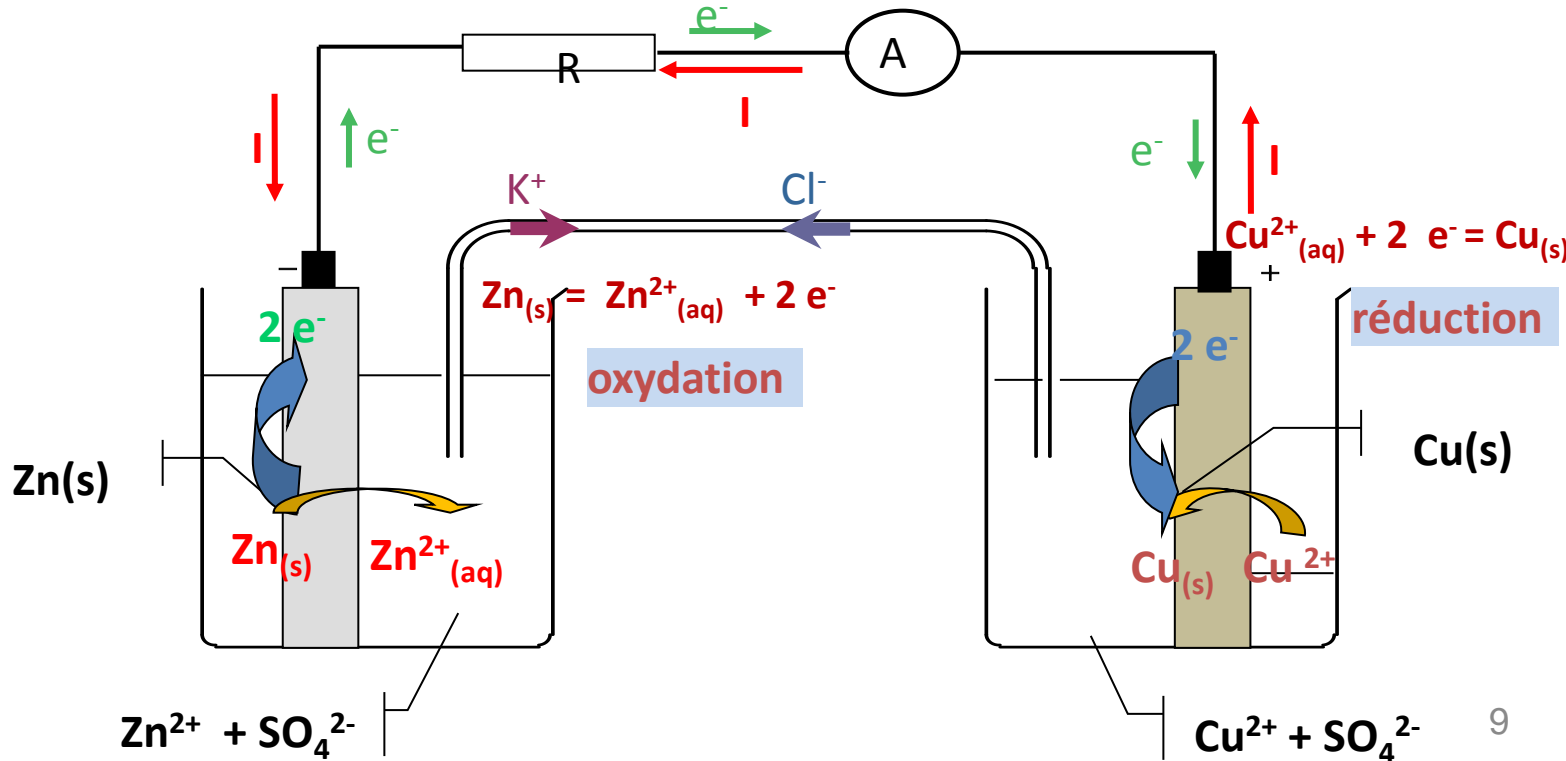 e⁻
R
A
I
I
e⁻
e⁻
I
K⁺
Cl⁻
Cu²⁺(aq) + 2 e⁻ = Cu(s)
–
+
Zn(s) = Zn²⁺(aq) + 2 e⁻
2 e⁻
2 e⁻
réduction
oxydation
Zn(s)
Cu(s)
Zn(s)
Zn²⁺(aq)
Cu(s)
Cu ²⁺
Zn²⁺ + SO₄²⁻
Cu²⁺ + SO₄²⁻
9